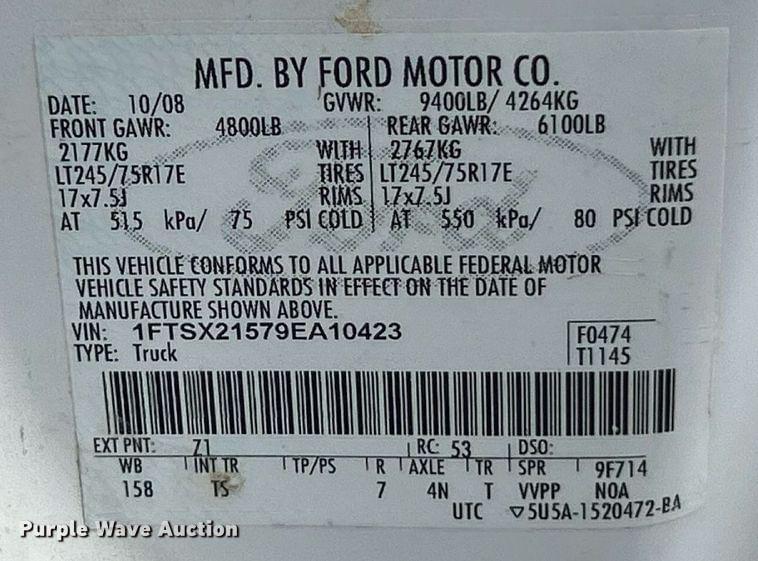 MFD. BY FORD MOTOR CO.
DATE: 10/08 GVWR: 9400LB/ 4264KG
FRONT GAWR: 4800LB REAR GAWR: 6100LB
2177KG WITH 2767KG WITH
LT245/75R17E TIRES LT245/75R17E TIRES
17x7.5J RIMS 17x7.5J RIMS
AT 515 kPa/ 75 PSI COLD AT 550 kPa/ 80 PSI COLD
Ford
THIS VEHICLE CONFORMS TO ALL APPLICABLE FEDERAL MOTOR
VEHICLE SAFETY STANDARDS IN EFFECT ON THE DATE OF
MANUFACTURE SHOWN ABOVE.
VIN: 1FTSX21579EA10423
F0474
TYPE: Truck
T1145
EXT PNT: Z1 RC: 53 DSO:
WB INT TR TP/PS R AXLE TR SPR 9F714
158 TS 7 4N T VVPP NOA
UTC ▽5U5A-1520472-BA
Purple Wave Auction